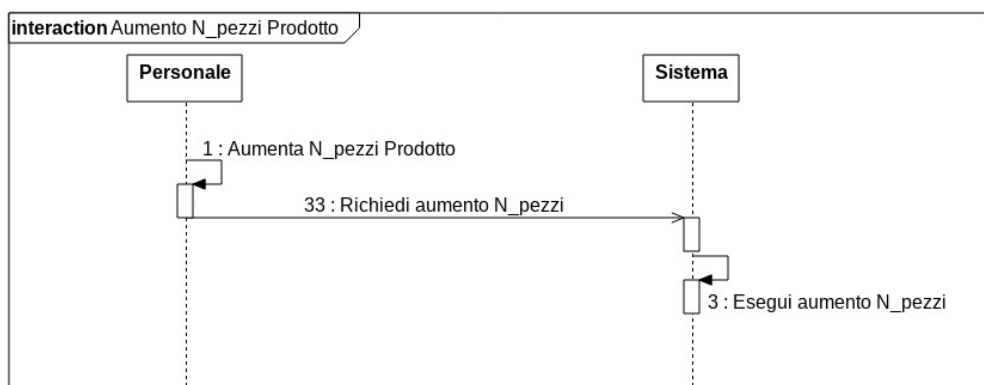 interaction Aumento N_pezzi Prodotto
Personale
Sistema
1 : Aumenta N_pezzi Prodotto
33 : Richiedi aumento N_pezzi
3 : Esegui aumento N_pezzi